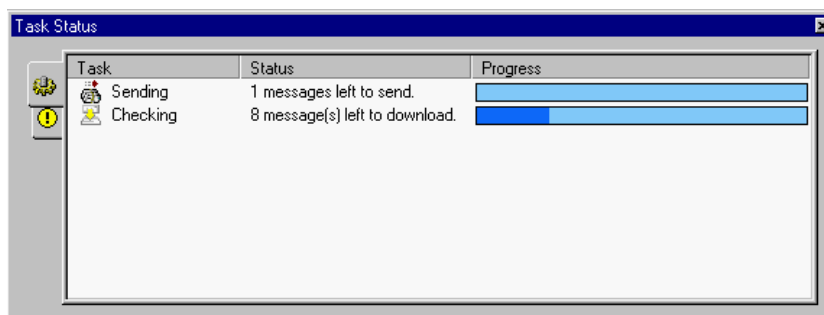 Task Status
Task Status Progress
Sending 1 messages left to send.
Checking 8 message(s) left to download.